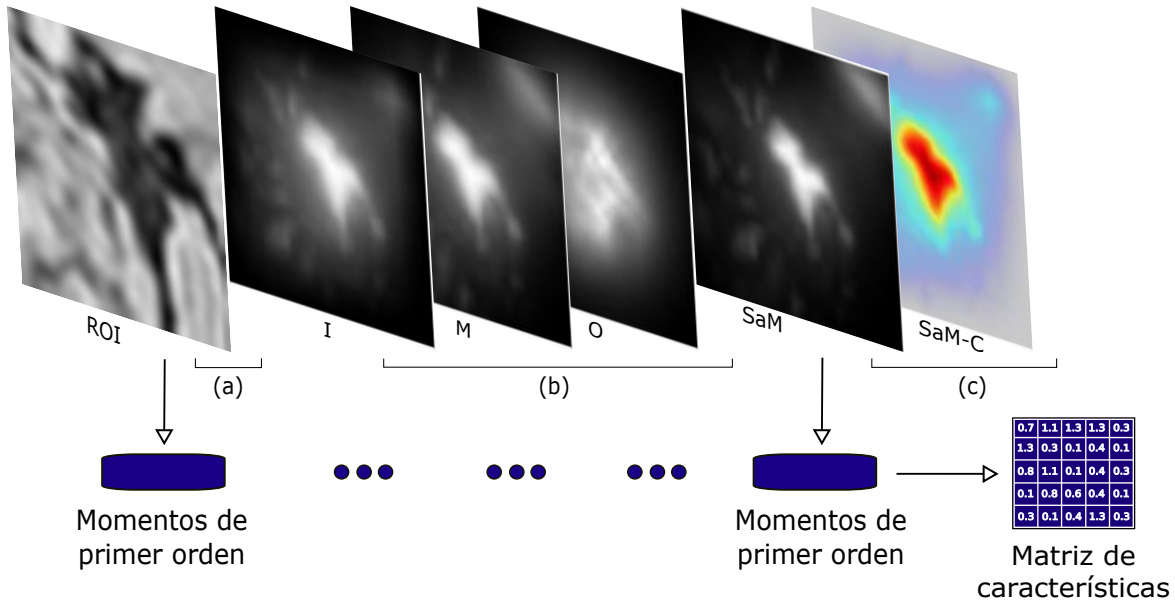 ROI
I
M
O
SaM
SaM-C
(a)
(b)
(c)
Momentos de
primer orden
Momentos de
primer orden
0.7 1.1 1.3 1.3 0.3
1.3 0.3 0.1 0.4 0.1
0.8 1.1 0.1 0.4 0.3
0.1 0.8 0.6 0.4 0.1
0.3 0.1 0.4 1.3 0.3
Matriz de
características